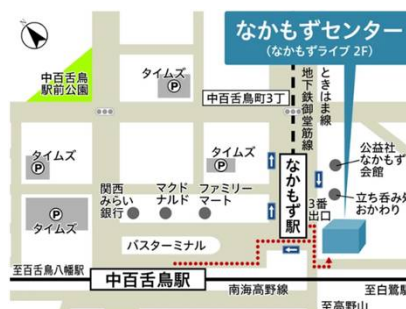 なかもずセンター
(なかもずライブ 2F)
中百舌鳥
駅前公園
タイムズ
P
中百舌鳥町3丁
地下鉄御堂筋線
ときはま線
タイムズ
P
タイムズ
P
タイムズ
P
関西
みらい
銀行
マクド
ナルド
ファミリー
マート
なかもず駅
3番
出口
公益社
なかもず
会館
立ち呑み処
おかわり
バスターミナル
至百舌鳥八幡駅
中百舌鳥駅
南海高野線
至白鷺駅
至高野山